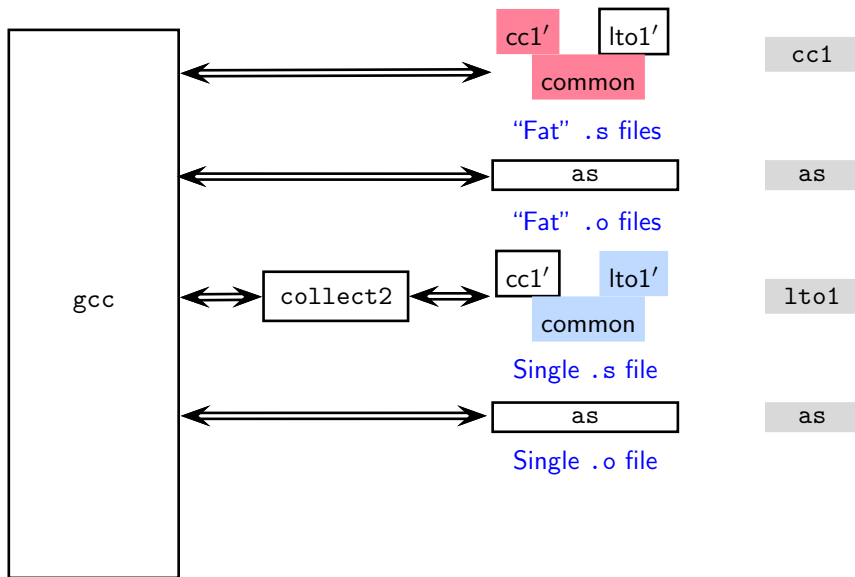 cc1′ lto1′ cc1
common
“Fat” .s files
as as
“Fat” .o files
cc1′ lto1′
gcc collect2 lto1
common
Single .s file
as as
Single .o file